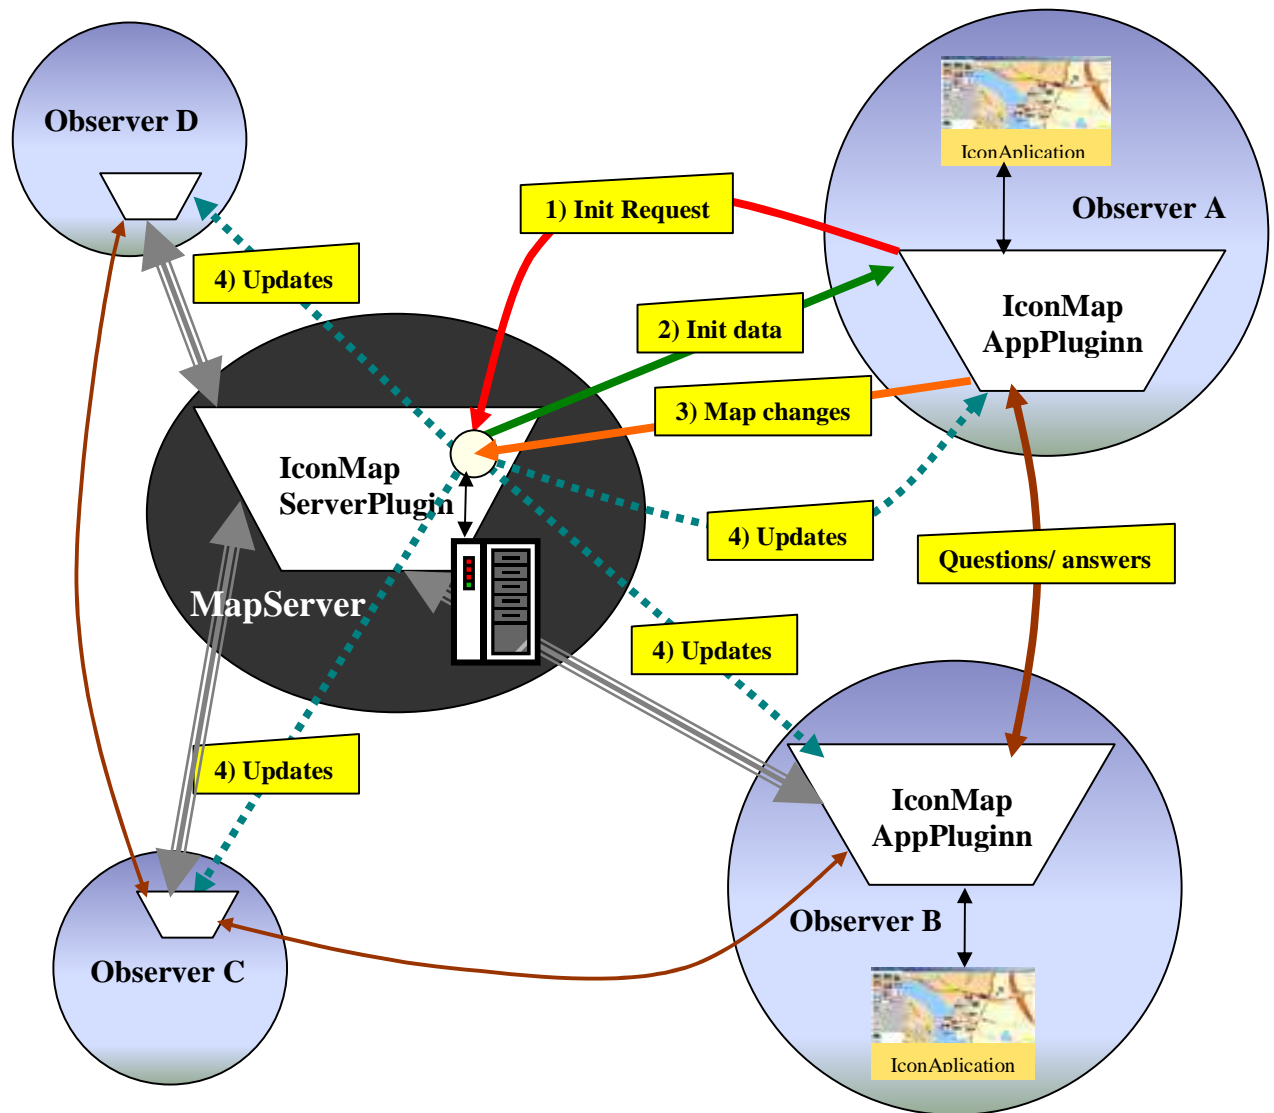 Observer D
IconAplication
1) Init Request
Observer A
4) Updates
2) Init data
IconMap
AppPluginn
3) Map changes
IconMap
ServerPlugin
4) Updates
Questions/ answers
MapServer
4) Updates
4) Updates
IconMap
AppPluginn
Observer B
Observer C
IconAplication